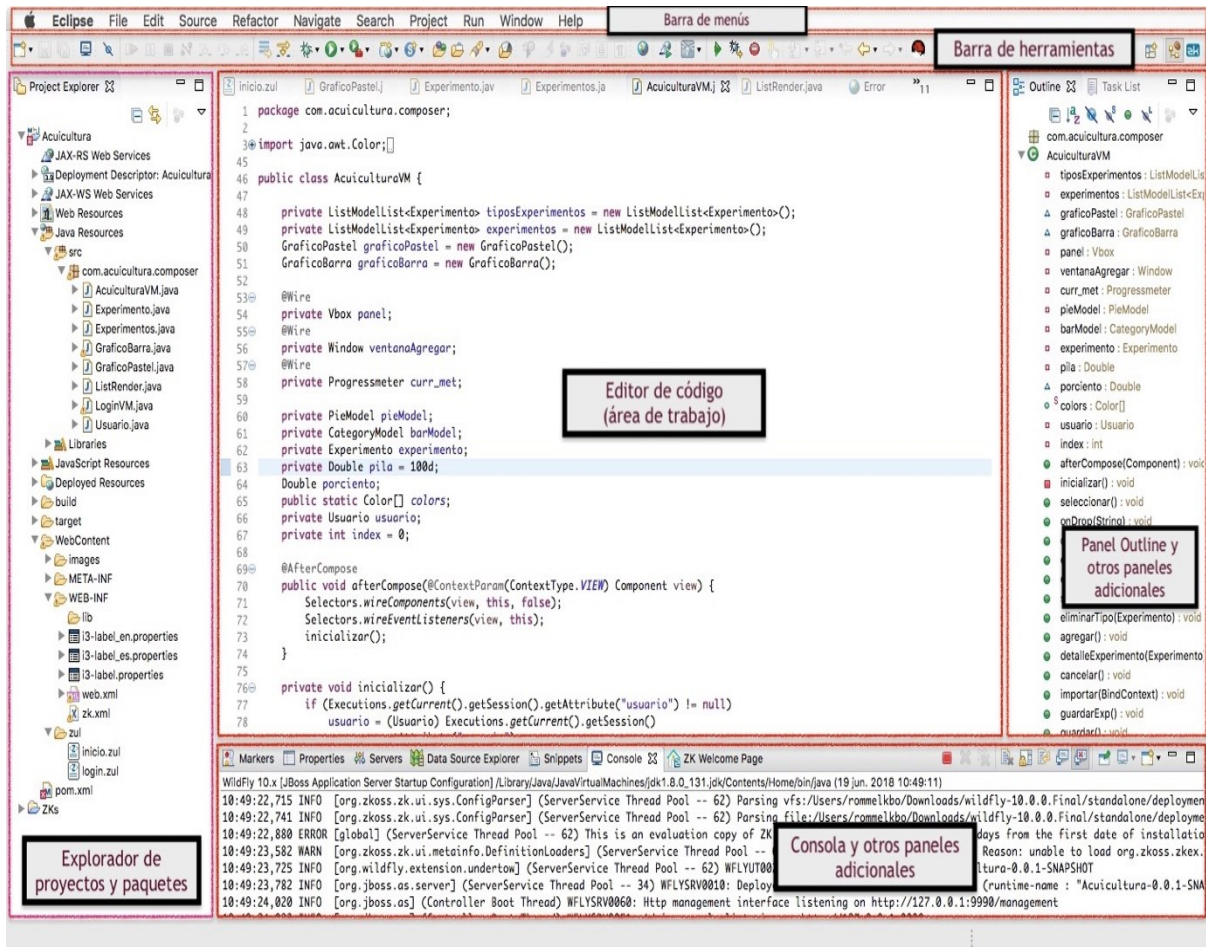 Eclipse File Edit Source Refactor Navigate Search Project Run Window Help
Barra de menús
Barra de herramientas
Project Explorer
Acuicultura
JAX-RS Web Services
Deployment Descriptor: Acuicultura
JAX-WS Web Services
Web Resources
Java Resources
src
com.acuicultura.composer
AcuiculturaVM.java
Experimento.java
Experimentos.java
GraficoBarra.java
GraficoPastel.java
ListRender.java
LoginVM.java
Usuario.java
Libraries
JavaScript Resources
Deployed Resources
build
target
WebContent
images
META-INF
WEB-INF
lib
i3-label_en.properties
i3-label_es.properties
i3-label.properties
web.xml
zk.xml
zul
inicio.zul
login.zul
pom.xml
ZKs
Explorador de
proyectos y paquetes
inicio.zul GraficoPastel.j Experimento.jav Experimentos.ja AcuiculturaVM.j ListRender.java Error »11
1 package com.acuicultura.composer;
2
3 import java.awt.Color;
45
46 public class AcuiculturaVM {
47
48 private ListModelList<Experimento> tiposExperimentos = new ListModelList<Experimento>();
49 private ListModelList<Experimento> experimentos = new ListModelList<Experimento>();
50 GraficoPastel graficoPastel = new GraficoPastel();
51 GraficoBarra graficoBarra = new GraficoBarra();
52
53 @Wire
54 private Vbox panel;
55 @Wire
56 private Window ventanaAgregar;
57 @Wire
58 private Progressmeter curr_met;
59
60 private PieModel pieModel;
61 private CategoryModel barModel;
62 private Experimento experimento;
63 private Double pila = 100d;
64 Double porciento;
65 public static Color[] colors;
66 private Usuario usuario;
67 private int index = 0;
68
69 @AfterCompose
70 public void afterCompose(@ContextParam(ContextType.VIEW) Component view) {
71 Selectors.wireComponents(view, this, false);
72 Selectors.wireEventListeners(view, this);
73 inicializar();
74 }
75
76 private void inicializar() {
77 if (Executions.getCurrent().getSession().getAttribute("usuario") != null)
78 usuario = (Usuario) Executions.getCurrent().getSession()
Editor de código
(área de trabajo)
Outline Task List
com.acuicultura.composer
AcuiculturaVM
tiposExperimentos : ListModelLis
experimentos : ListModelList<Exp
graficoPastel : GraficoPastel
graficoBarra : GraficoBarra
panel : Vbox
ventanaAgregar : Window
curr_met : Progressmeter
pieModel : PieModel
barModel : CategoryModel
experimento : Experimento
pila : Double
porciento : Double
colors : Color[]
usuario : Usuario
index : int
afterCompose(Component) : voic
inicializar() : void
seleccionar() : void
onDrop(String) : void
Panel Outline y
otros paneles
adicionales
eliminarTipo(Experimento) : void
agregar() : void
detalleExperimento(Experimento
cancelar() : void
importar(BindContext) : void
guardarExp() : void
guardar() : void
Markers Properties Servers Data Source Explorer Snippets Console ZK Welcome Page
WildFly 10.x [JBoss Application Server Startup Configuration] /Library/Java/JavaVirtualMachines/jdk1.8.0_131.jdk/Contents/Home/bin/java (19 jun. 2018 10:49:11)
10:49:22,715 INFO [org.zkoss.zk.ui.sys.ConfigParser] (ServerService Thread Pool -- 62) Parsing vfs:/Users/rommelkbo/Downloads/wildfly-10.0.0.Final/standalone/deploymen
10:49:22,741 INFO [org.zkoss.zk.ui.sys.ConfigParser] (ServerService Thread Pool -- 62) Parsing file:/Users/rommelkbo/Downloads/wildfly-10.0.0.Final/standalone/deployme
10:49:22,880 ERROR [global] (ServerService Thread Pool -- 62) This is an evaluation copy of ZK days from the first date of installatio
10:49:23,582 WARN [org.zkoss.zk.ui.metainfo.DefinitionLoaders] (ServerService Thread Pool -- Reason: unable to load org.zkoss.zkex.
10:49:23,725 INFO [org.wildfly.extension.undertow] (ServerService Thread Pool -- 62) WFLYUT00 ltura-0.0.1-SNAPSHOT
10:49:23,782 INFO [org.jboss.as.server] (ServerService Thread Pool -- 34) WFLYSRV0010: Deploy (runtime-name : "Acuicultura-0.0.1-SNA
10:49:24,020 INFO [org.jboss.as] (Controller Boot Thread) WFLYSRV0060: Http management interface listening on http://127.0.0.1:9990/management
Consola y otros paneles
adicionales